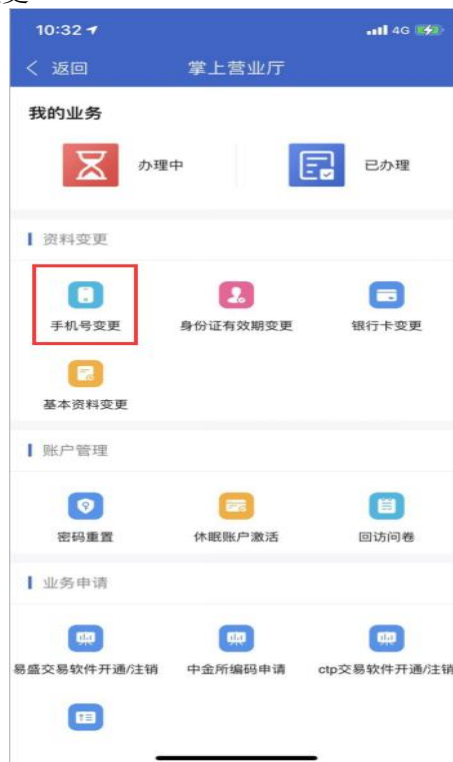 10:32 4G
返回 掌上营业厅
我的业务
办理中 已办理
资料变更
手机号变更 身份证有效期变更 银行卡变更
基本资料变更
账户管理
密码重置 休眠账户激活 回访问卷
业务申请
易盛交易软件开通/注销 中金所编码申请 ctp交易软件开通/注销